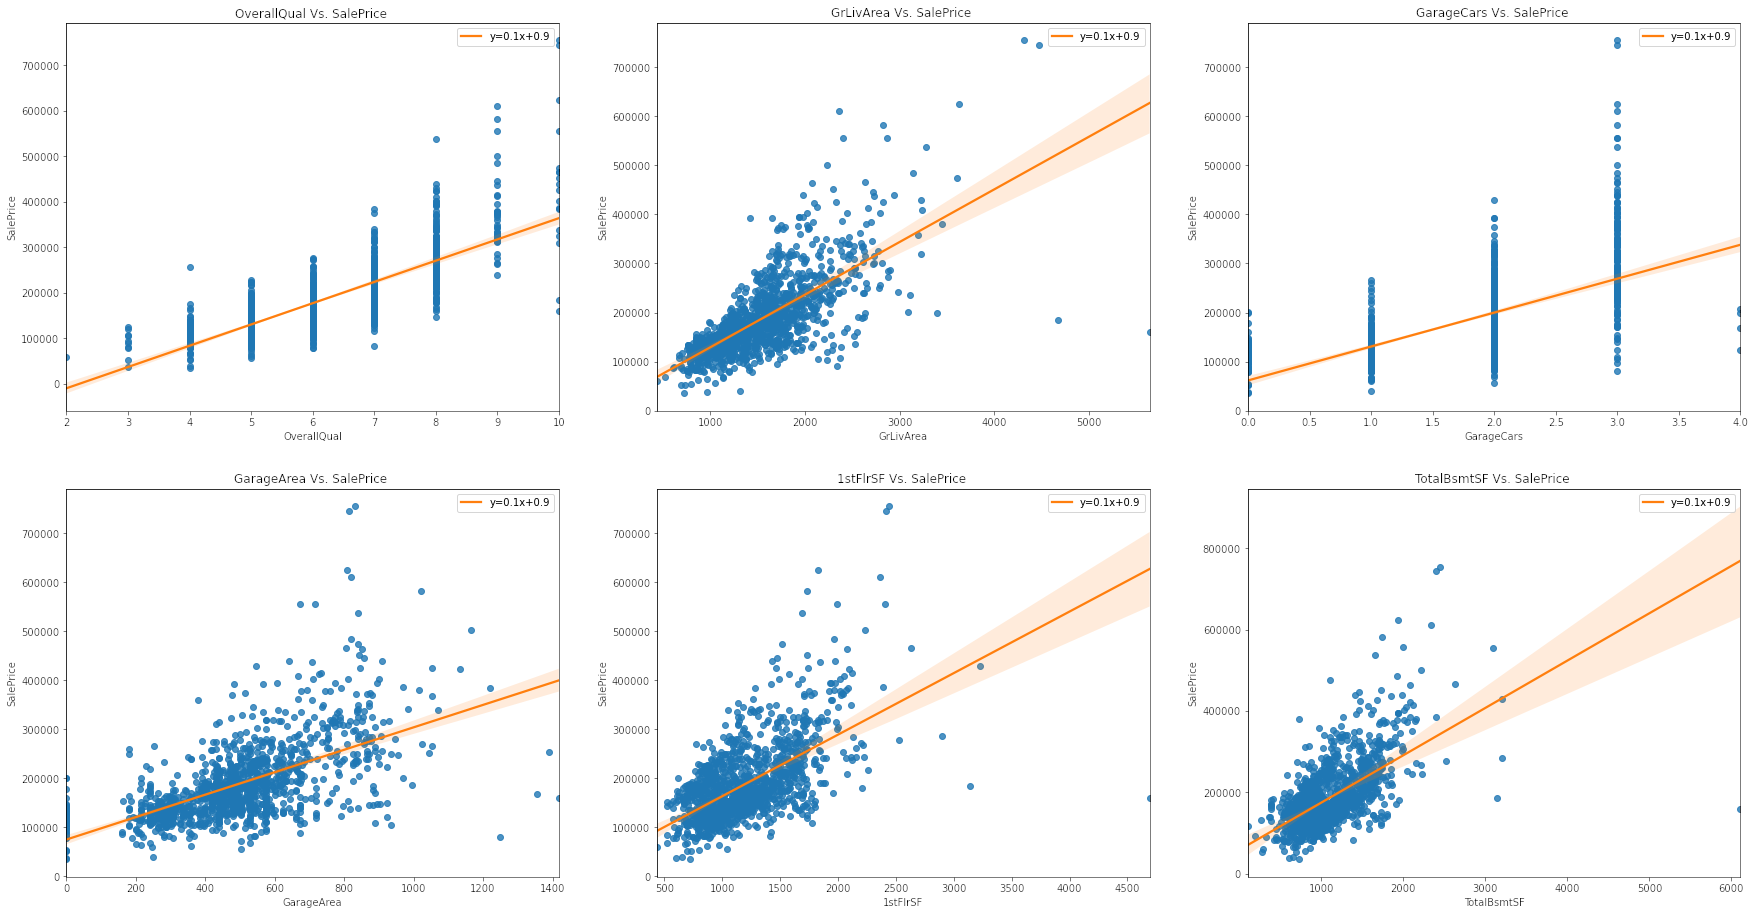 OverallQual Vs. SalePrice
y=0.1x+0.9
700000
600000
500000
400000
300000
200000
100000
0
SalePrice
2 3 4 5 6 7 8 9 10
OverallQual
GrLivArea Vs. SalePrice
y=0.1x+0.9
700000
600000
500000
400000
300000
200000
100000
0
SalePrice
1000 2000 3000 4000 5000
GrLivArea
GarageCars Vs. SalePrice
y=0.1x+0.9
700000
600000
500000
400000
300000
200000
100000
0
SalePrice
0.0 0.5 1.0 1.5 2.0 2.5 3.0 3.5 4.0
GarageCars
GarageArea Vs. SalePrice
y=0.1x+0.9
700000
600000
500000
400000
300000
200000
100000
0
SalePrice
0 200 400 600 800 1000 1200 1400
GarageArea
1stFlrSF Vs. SalePrice
y=0.1x+0.9
700000
600000
500000
400000
300000
200000
100000
0
SalePrice
500 1000 1500 2000 2500 3000 3500 4000 4500
1stFlrSF
TotalBsmtSF Vs. SalePrice
y=0.1x+0.9
800000
600000
400000
200000
0
SalePrice
1000 2000 3000 4000 5000 6000
TotalBsmtSF